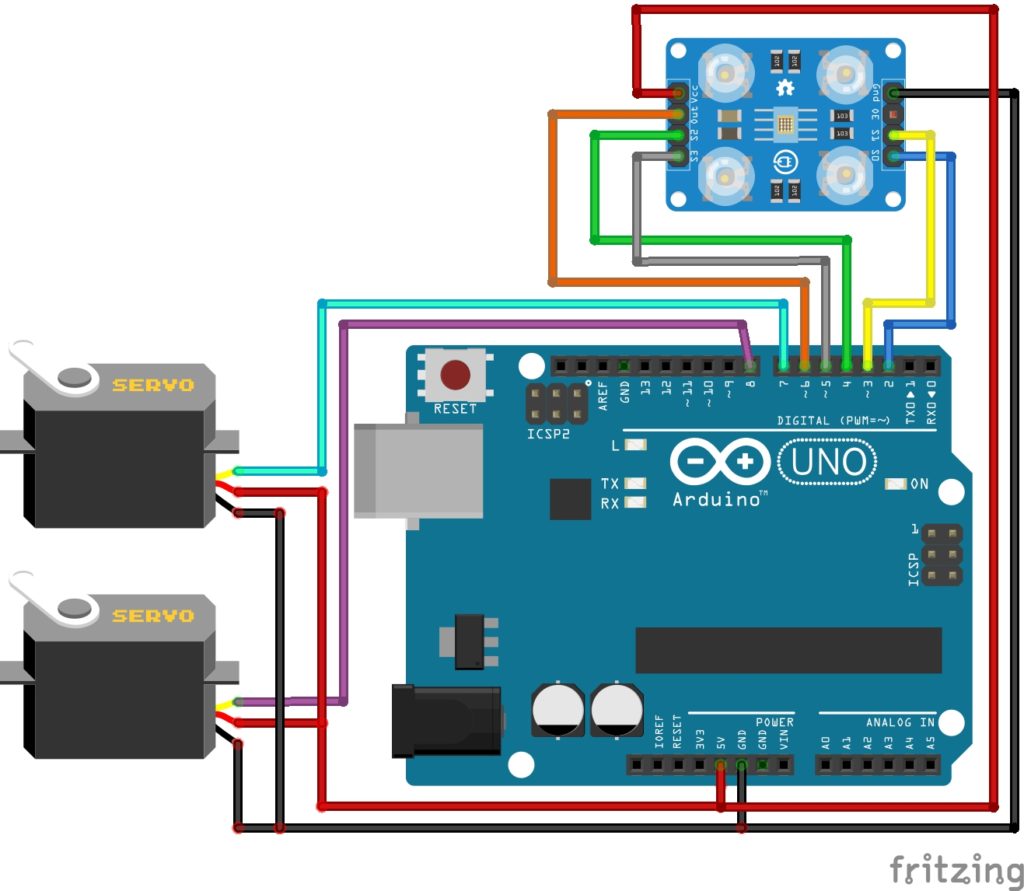 102 102
Vcc Out S2 S3
Gnd OE S1 S0
103
103
102 102
SERVO
SERVO
RESET
ICSP2
AREF GND 13 12 ~11 ~10 ~9 8 7 ~6 ~5 4 ~3 2 TX0▶1 RX0◀0
DIGITAL (PWM=~)
L
TX
RX
Arduino™
UNO
ON
1
ICSP
POWER
ANALOG IN
IOREF RESET 3V3 5V GND GND VIN
A0 A1 A2 A3 A4 A5
fritzing